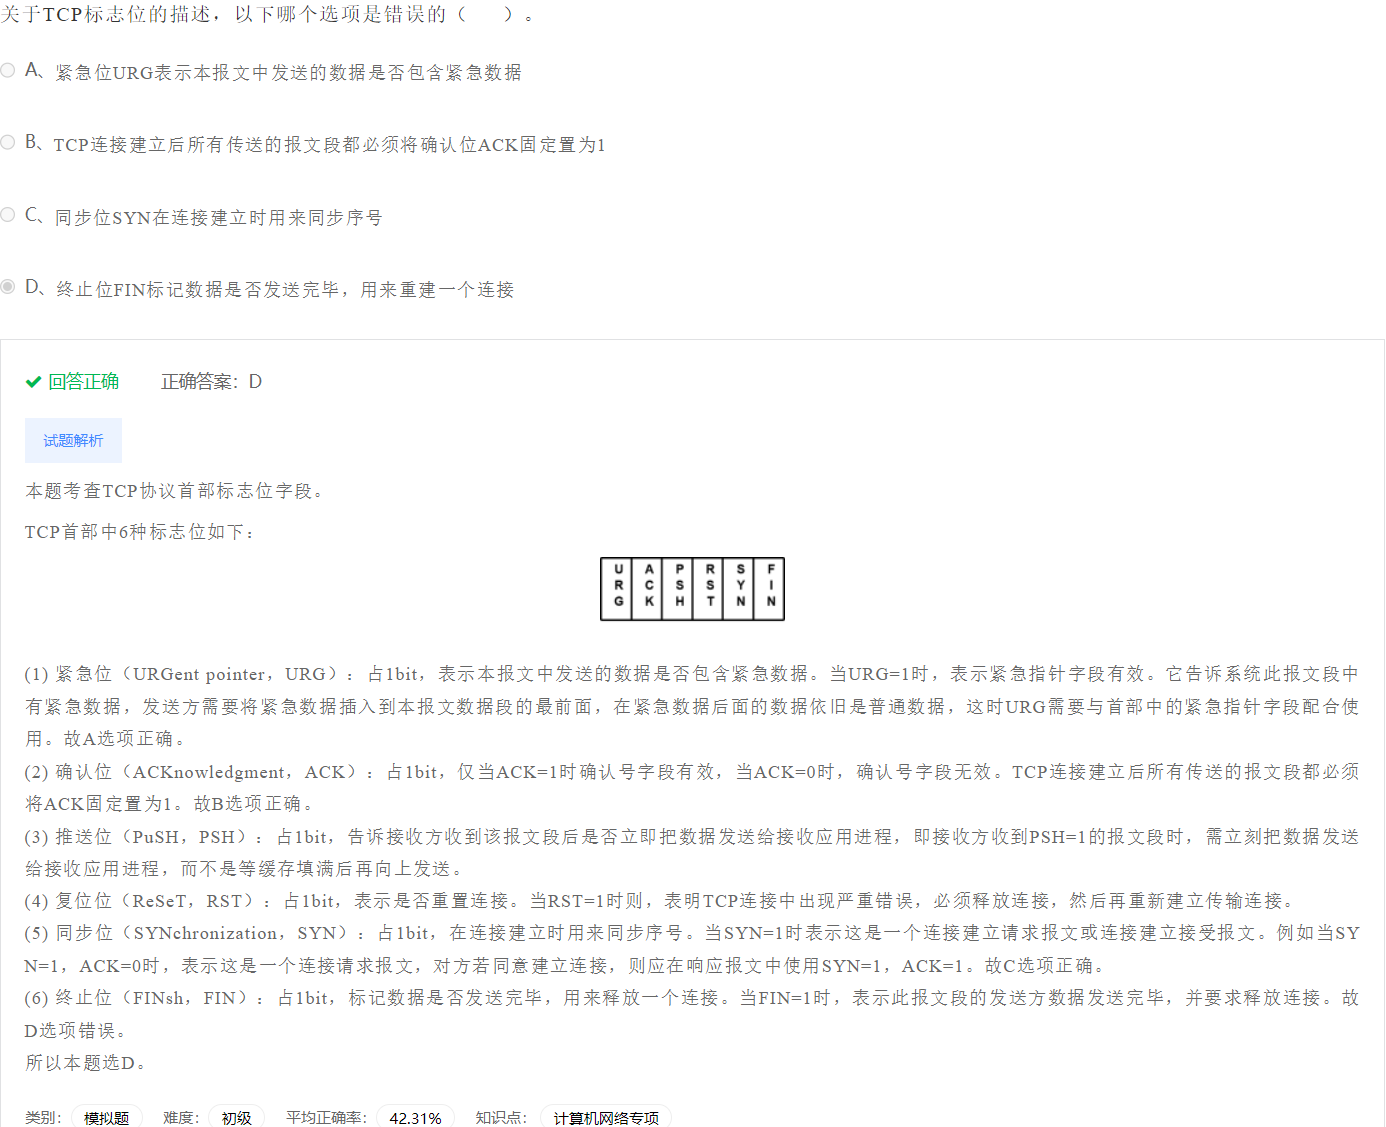 关于TCP标志位的描述，以下哪个选项是错误的（　　）。
A、紧急位URG表示本报文中发送的数据是否包含紧急数据
B、TCP连接建立后所有传送的报文段都必须将确认位ACK固定置为1
C、同步位SYN在连接建立时用来同步序号
D、终止位FIN标记数据是否发送完毕，用来重建一个连接
回答正确 正确答案：D
试题解析
本题考查TCP协议首部标志位字段。
TCP首部中6种标志位如下：
URG ACK PSH RST SYN FIN
(1) 紧急位（URGent pointer，URG）：占1bit，表示本报文中发送的数据是否包含紧急数据。当URG=1时，表示紧急指针字段有效。它告诉系统此报文段中
有紧急数据，发送方需要将紧急数据插入到本报文数据段的最前面，在紧急数据后面的数据依旧是普通数据，这时URG需要与首部中的紧急指针字段配合使
用。故A选项正确。
(2) 确认位（ACKnowledgment，ACK）：占1bit，仅当ACK=1时确认号字段有效，当ACK=0时，确认号字段无效。TCP连接建立后所有传送的报文段都必须
将ACK固定置为1。故B选项正确。
(3) 推送位（PuSH，PSH）：占1bit，告诉接收方收到该报文段后是否立即把数据发送给接收应用进程，即接收方收到PSH=1的报文段时，需立刻把数据发送
给接收应用进程，而不是等缓存填满后再向上发送。
(4) 复位位（ReSeT，RST）：占1bit，表示是否重置连接。当RST=1时则，表明TCP连接中出现严重错误，必须释放连接，然后再重新建立传输连接。
(5) 同步位（SYNchronization，SYN）：占1bit，在连接建立时用来同步序号。当SYN=1时表示这是一个连接建立请求报文或连接建立接受报文。例如当SY
N=1，ACK=0时，表示这是一个连接请求报文，对方若同意建立连接，则应在响应报文中使用SYN=1，ACK=1。故C选项正确。
(6) 终止位（FINsh，FIN）：占1bit，标记数据是否发送完毕，用来释放一个连接。当FIN=1时，表示此报文段的发送方数据发送完毕，并要求释放连接。故
D选项错误。
所以本题选D。
类别： 模拟题 难度： 初级 平均正确率： 42.31% 知识点： 计算机网络专项